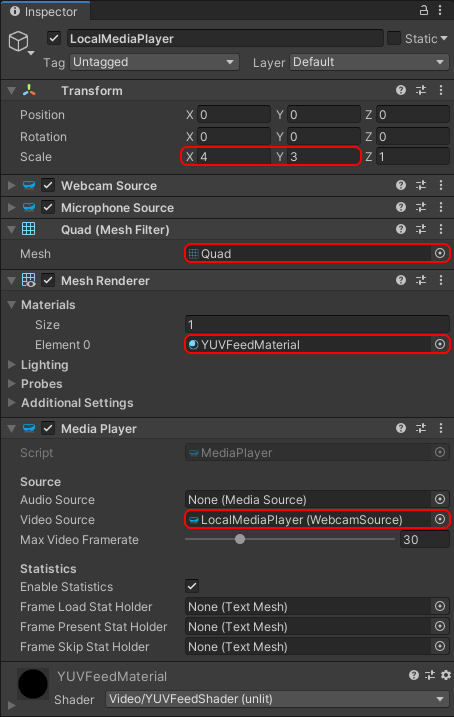 Inspector
LocalMediaPlayer Static
Tag Untagged Layer Default
Transform
Position X 0 Y 0 Z 0
Rotation X 0 Y 0 Z 0
Scale X 4 Y 3 Z 1
Webcam Source
Microphone Source
Quad (Mesh Filter)
Mesh Quad
Mesh Renderer
Materials
Size 1
Element 0 YUVFeedMaterial
Lighting
Probes
Additional Settings
Media Player
Script MediaPlayer
Source
Audio Source None (Media Source)
Video Source LocalMediaPlayer (WebcamSource)
Max Video Framerate 30
Statistics
Enable Statistics
Frame Load Stat Holder None (Text Mesh)
Frame Present Stat Holder None (Text Mesh)
Frame Skip Stat Holder None (Text Mesh)
YUVFeedMaterial
Shader Video/YUVFeedShader (unlit)